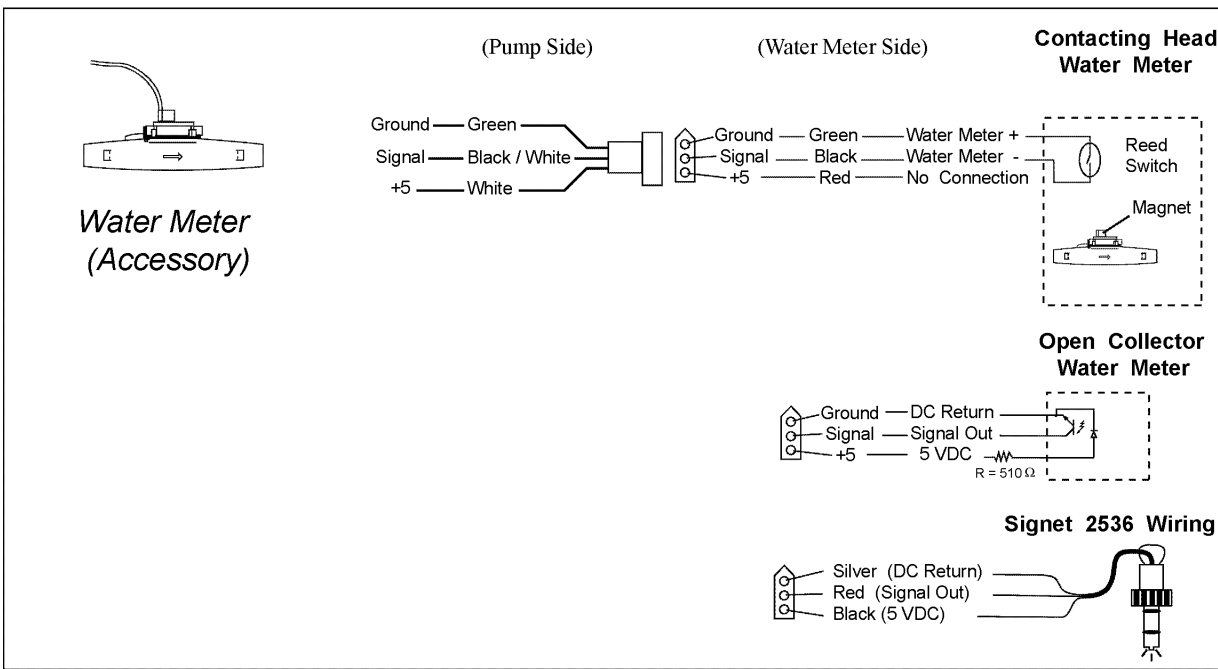 (Pump Side)
(Water Meter Side)
Contacting Head
Water Meter
Ground Green
Signal Black / White
+5 White
Ground Green Water Meter +
Signal Black Water Meter -
+5 Red No Connection
Reed
Switch
Magnet
Water Meter
(Accessory)
Open Collector
Water Meter
Ground DC Return
Signal Signal Out
+5 5 VDC
R = 510 Ω
Signet 2536 Wiring
Silver (DC Return)
Red (Signal Out)
Black (5 VDC)